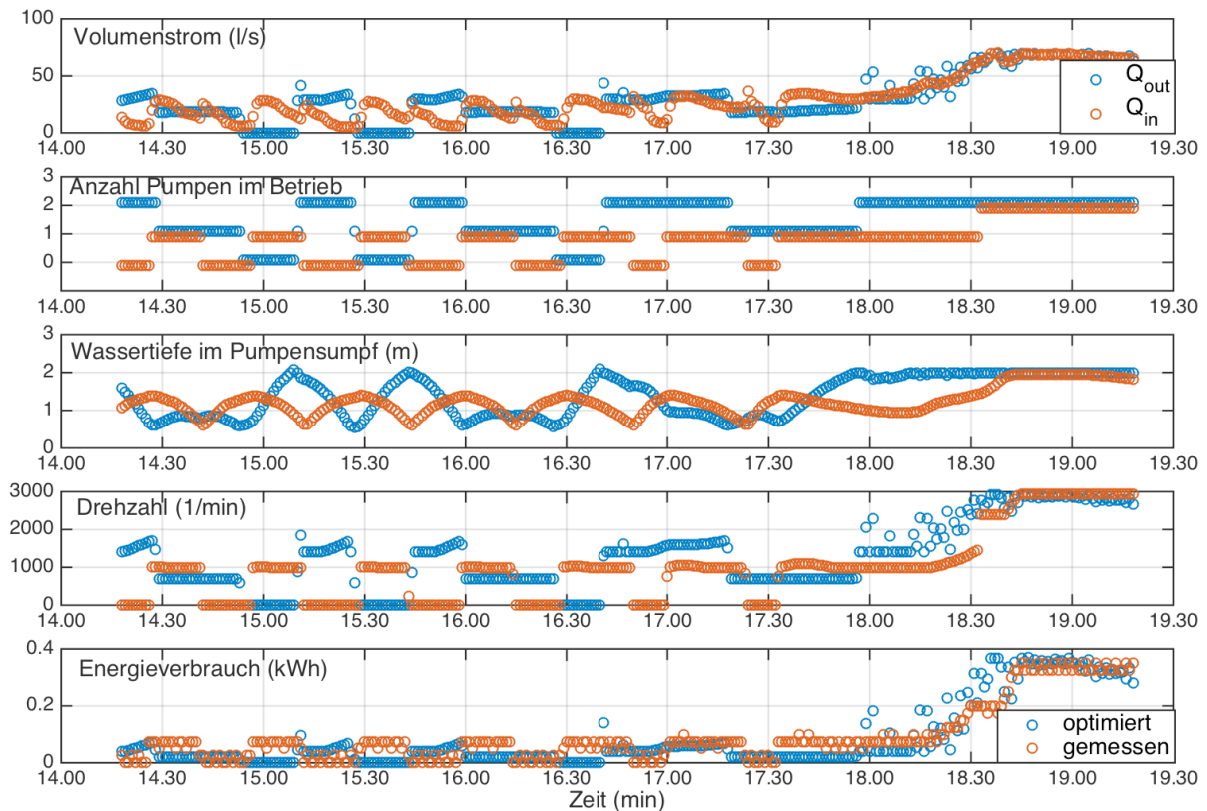 100
Volumenstrom (l/s)
50
0
Qout
Qin
14.00 14.30 15.00 15.30 16.00 16.30 17.00 17.30 18.00 18.30 19.00 19.30
3
Anzahl Pumpen im Betrieb
2
1
0
14.00 14.30 15.00 15.30 16.00 16.30 17.00 17.30 18.00 18.30 19.00 19.30
3
Wassertiefe im Pumpensumpf (m)
2
1
0
14.00 14.30 15.00 15.30 16.00 16.30 17.00 17.30 18.00 18.30 19.00 19.30
3000
Drehzahl (1/min)
2000
1000
0
14.00 14.30 15.00 15.30 16.00 16.30 17.00 17.30 18.00 18.30 19.00 19.30
0.4
Energieverbrauch (kWh)
0.2
optimiert
gemessen
0
14.00 14.30 15.00 15.30 16.00 16.30 17.00 17.30 18.00 18.30 19.00 19.30
Zeit (min)